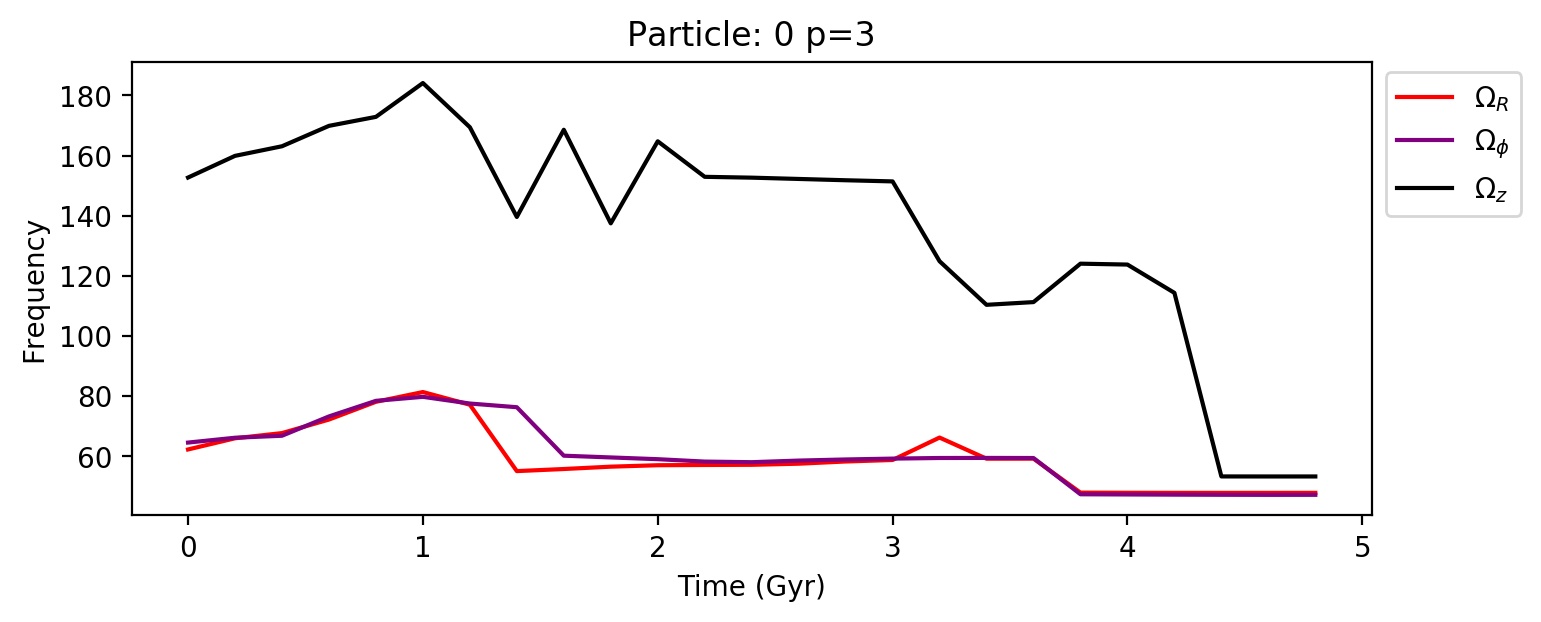 Particle: 0 p=3
180
160
140
120
100
80
60
Frequency
0 1 2 3 4 5
Time (Gyr)
Ω_R
Ω_ϕ
Ω_z